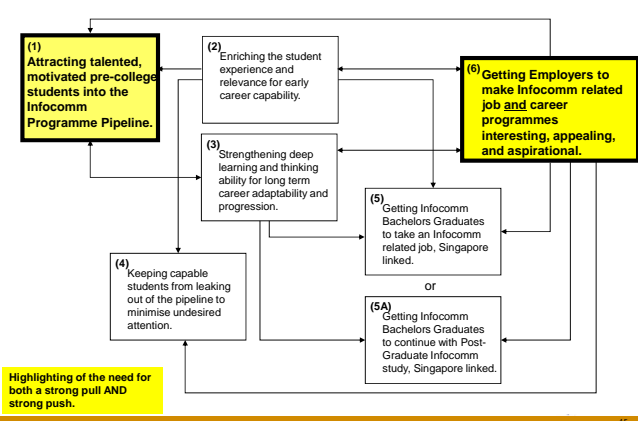 (1)
Attracting talented,
motivated pre-college
students into the
Infocomm
Programme Pipeline.
(2)
Enriching the student
experience and
relevance for early
career capability.
(6)
Getting Employers to
make Infocomm related
job and career
programmes
interesting, appealing,
and aspirational.
(3)
Strengthening deep
learning and thinking
ability for long term
career adaptability and
progression.
(5)
Getting Infocomm
Bachelors Graduates
to take an Infocomm
related job, Singapore
linked.
or
(4)
Keeping capable
students from leaking
out of the pipeline to
minimise undesired
attention.
(5A)
Getting Infocomm
Bachelors Graduates
to continue with Post-
Graduate Infocomm
study, Singapore linked.
Highlighting of the need for
both a strong pull AND
strong push.